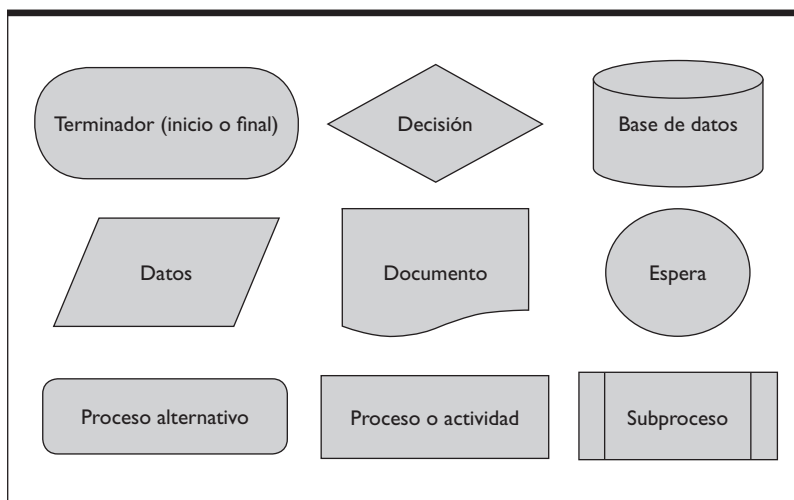 Terminador (inicio o final)
Decisión
Base de datos
Datos
Documento
Espera
Proceso alternativo
Proceso o actividad
Subproceso